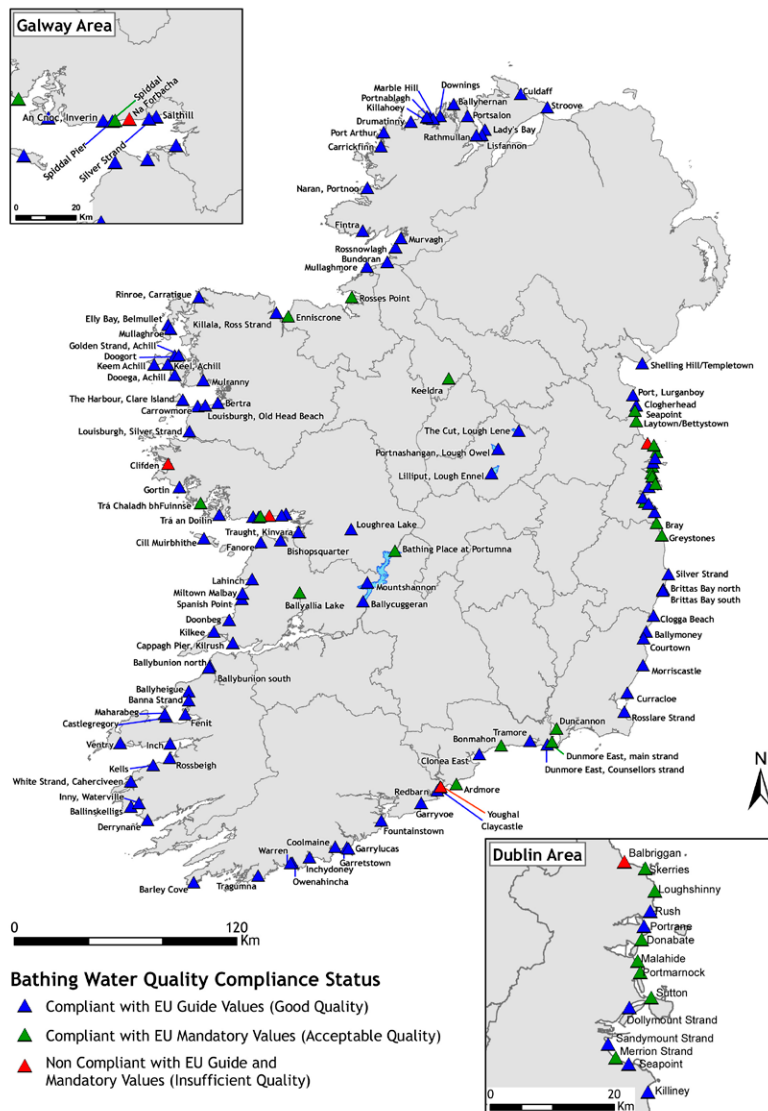 Galway Area
Spiddal
Na Forbacha
An Cnoc, Inverin
Salthill
Spiddal Pier
Silver Strand
0 20
Km
Marble Hill
Downings
Portnablagh
Killahoey
Ballyhernan
Culdaff
Drumatinny
Portsalon
Stroove
Port Arthur
Lady's Bay
Carrickfinn
Rathmullan
Lisfannon
Naran, Portnoo
Fintra
Murvagh
Rossnowlagh
Bundoran
Mullaghmore
Rinroe, Carratigue
Rosses Point
Elly Bay, Belmullet
Killala, Ross Strand
Enniscrone
Mullaghroe
Golden Strand, Achill
Doogort
Keem Achill
Keel, Achill
Dooega, Achill
Mulranny
Shelling Hill/Templetown
Keeldra
The Harbour, Clare Island
Bertra
Port, Lurganboy
Carrowmore
Louisburgh, Old Head Beach
Clogherhead
Seapoint
Laytown/Bettystown
Louisburgh, Silver Strand
The Cut, Lough Lene
Portnashangan, Lough Owel
Clifden
Lilliput, Lough Ennel
Gortin
Trá Chaladh bhFuinnse
Trá an Doilín
Traught, Kinvara
Loughrea Lake
Bray
Cill Muirbhithe
Fanore
Bishopsquarter
Greystones
Bathing Place at Portumna
Lahinch
Mountshannon
Silver Strand
Miltown Malbay
Brittas Bay north
Spanish Point
Ballyallia Lake
Ballycuggeran
Brittas Bay south
Doonbeg
Clogga Beach
Kilkee
Ballymoney
Cappagh Pier, Kilrush
Courtown
Ballybunion north
Ballybunion south
Morriscastle
Ballyheigue
Banna Strand
Curracloe
Maharabeg
Castlegregory
Fenit
Rosslare Strand
Duncannon
Ventry
Inch
Tramore
Bonmahon
Kells
Rossbeigh
Clonea East
Dunmore East, main strand
Dunmore East, Counsellors strand
White Strand, Caherciveen
Redbarn
Ardmore
Inny, Waterville
Garryvoe
Youghal
Ballinskelligs
Claycastle
Derrynane
Fountainstown
Coolmaine
Warren
Garrylucas
Garretstown
Inchydoney
Barley Cove
Tragumna
Owenahincha
N
0 120
Km
Dublin Area
Balbriggan
Skerries
Loughshinny
Rush
Portrane
Donabate
Malahide
Portmarnock
Sutton
Dollymount Strand
Sandymount Strand
Merrion Strand
Seapoint
Killiney
0 20
Km
Bathing Water Quality Compliance Status
Compliant with EU Guide Values (Good Quality)
Compliant with EU Mandatory Values (Acceptable Quality)
Non Compliant with EU Guide and
Mandatory Values (Insufficient Quality)